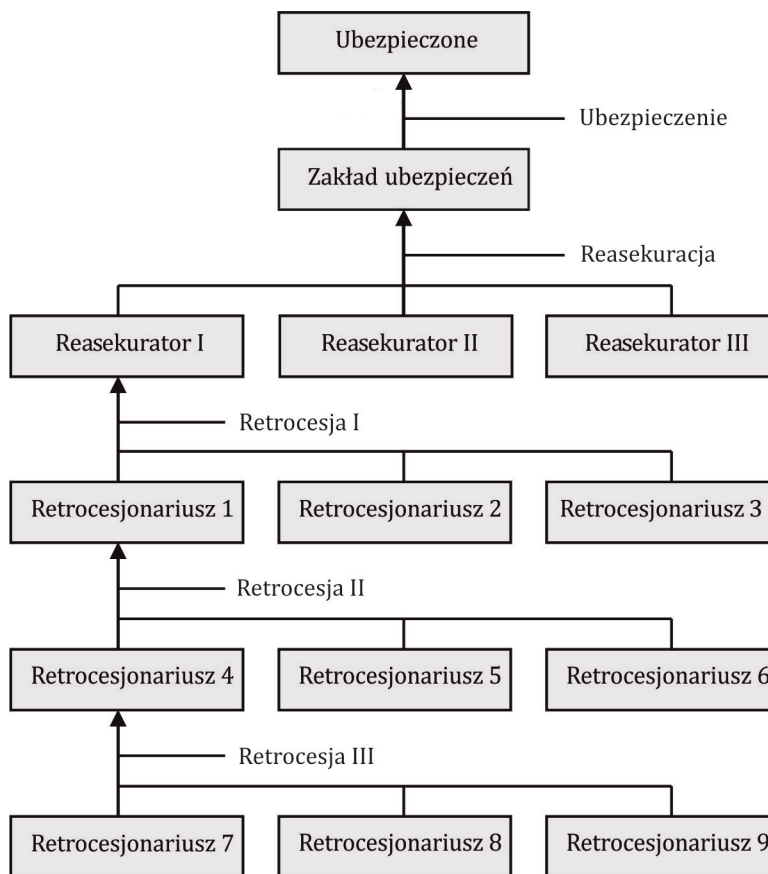 Ubezpieczone
Ubezpieczenie
Zakład ubezpieczeń
Reasekuracja
Reasekurator I
Reasekurator II
Reasekurator III
Retrocesja I
Retrocesjonariusz 1
Retrocesjonariusz 2
Retrocesjonariusz 3
Retrocesja II
Retrocesjonariusz 4
Retrocesjonariusz 5
Retrocesjonariusz 6
Retrocesja III
Retrocesjonariusz 7
Retrocesjonariusz 8
Retrocesjonariusz 9